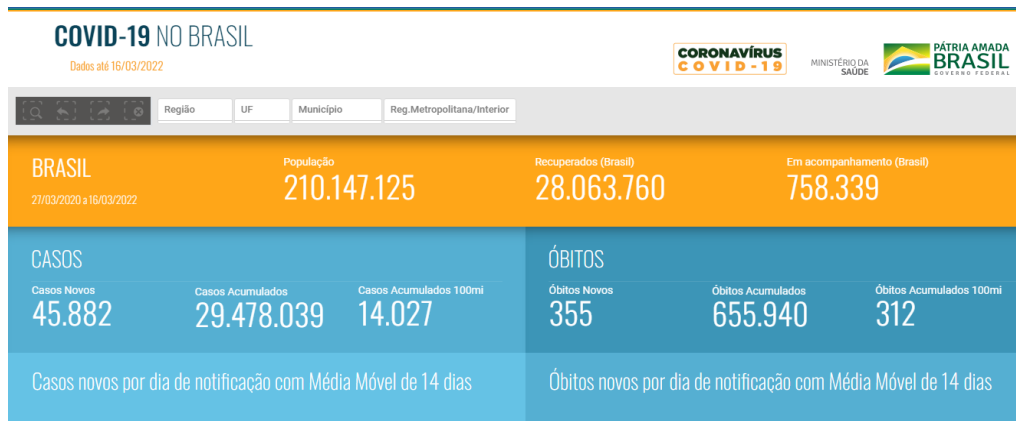 COVID-19 NO BRASIL
Dados até 16/03/2022
CORONAVÍRUS
COVID-19
MINISTÉRIO DA
SAÚDE
PÁTRIA AMADA
BRASIL
GOVERNO FEDERAL
Região UF Município Reg.Metropolitana/Interior
BRASIL
27/03/2020 a 16/03/2022
População
210.147.125
Recuperados (Brasil)
28.063.760
Em acompanhamento (Brasil)
758.339
CASOS
Casos Novos
45.882
Casos Acumulados
29.478.039
Casos Acumulados 100mi
14.027
ÓBITOS
Óbitos Novos
355
Óbitos Acumulados
655.940
Óbitos Acumulados 100mi
312
Casos novos por dia de notificação com Média Móvel de 14 dias
Óbitos novos por dia de notificação com Média Móvel de 14 dias